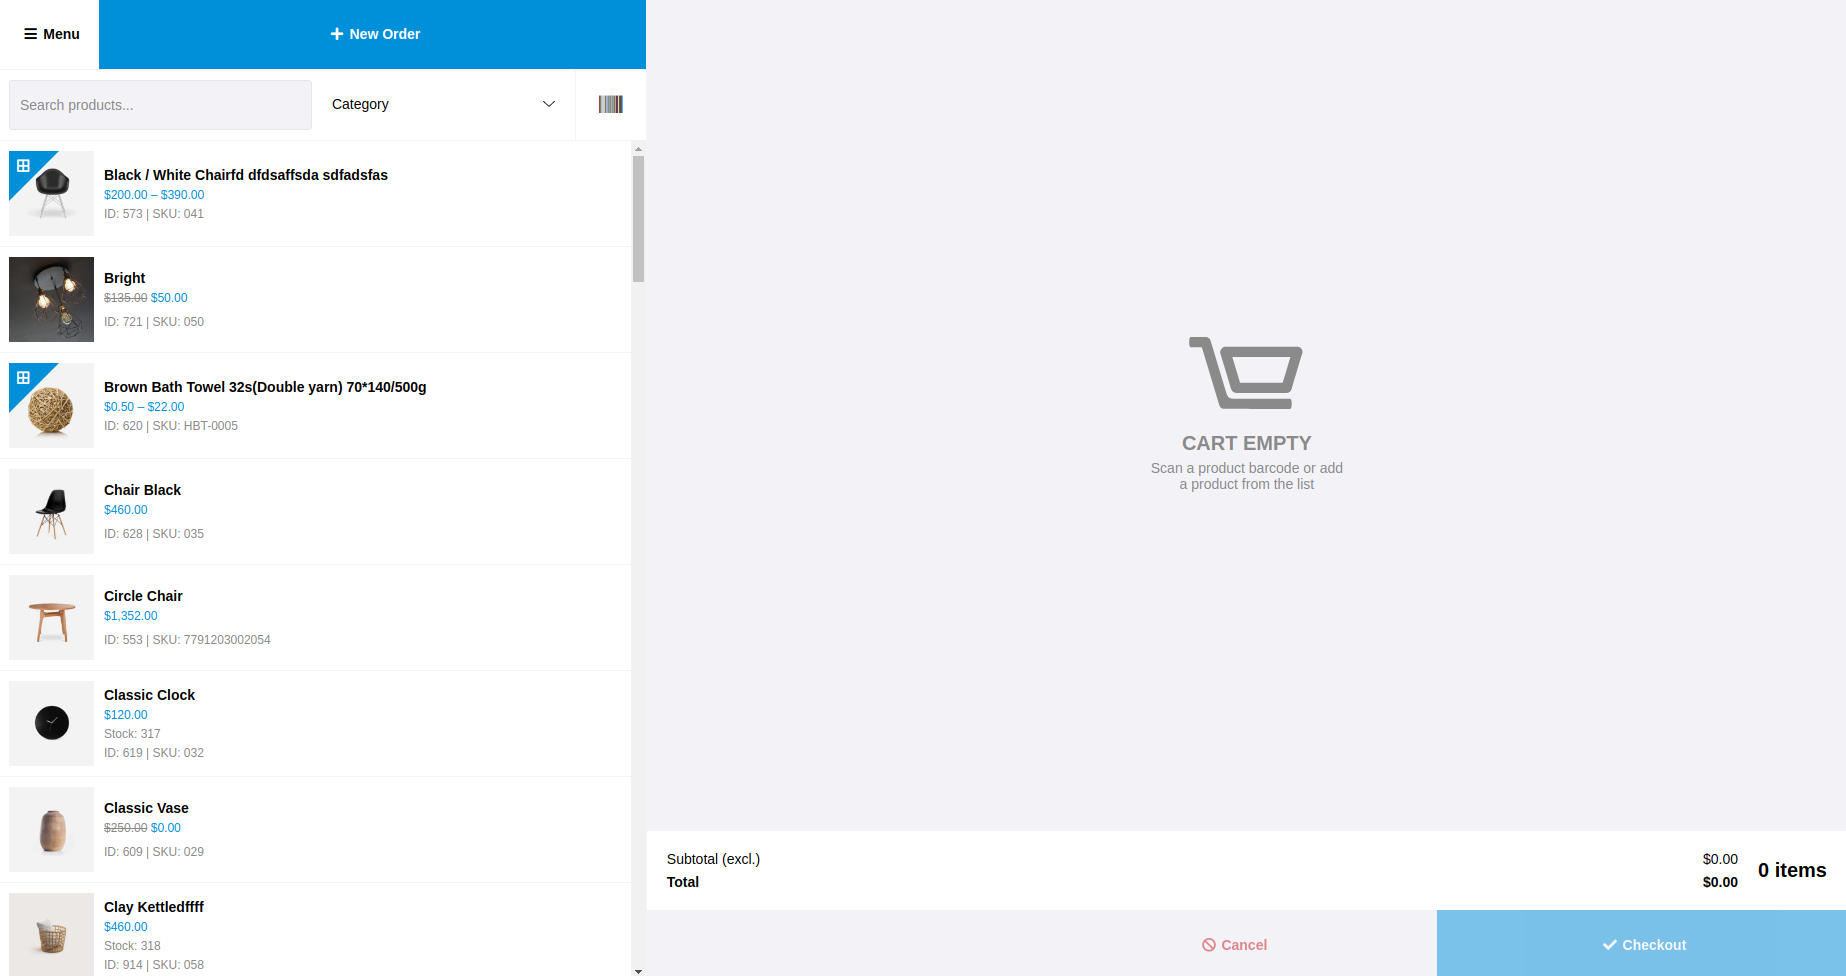 Menu
New Order
Search products...
Category
Black / White Chairfd dfdsaffsda sdfadsfas
$200.00 – $390.00
ID: 573 | SKU: 041
Bright
$135.00 $50.00
ID: 721 | SKU: 050
Brown Bath Towel 32s(Double yarn) 70*140/500g
$0.50 – $22.00
ID: 620 | SKU: HBT-0005
Chair Black
$460.00
ID: 628 | SKU: 035
Circle Chair
$1,352.00
ID: 553 | SKU: 7791203002054
Classic Clock
$120.00
Stock: 317
ID: 619 | SKU: 032
Classic Vase
$250.00 $0.00
ID: 609 | SKU: 029
Clay Kettledffff
$460.00
Stock: 318
ID: 914 | SKU: 058
CART EMPTY
Scan a product barcode or add
a product from the list
Subtotal (excl.) $0.00
Total $0.00
0 items
Cancel
Checkout